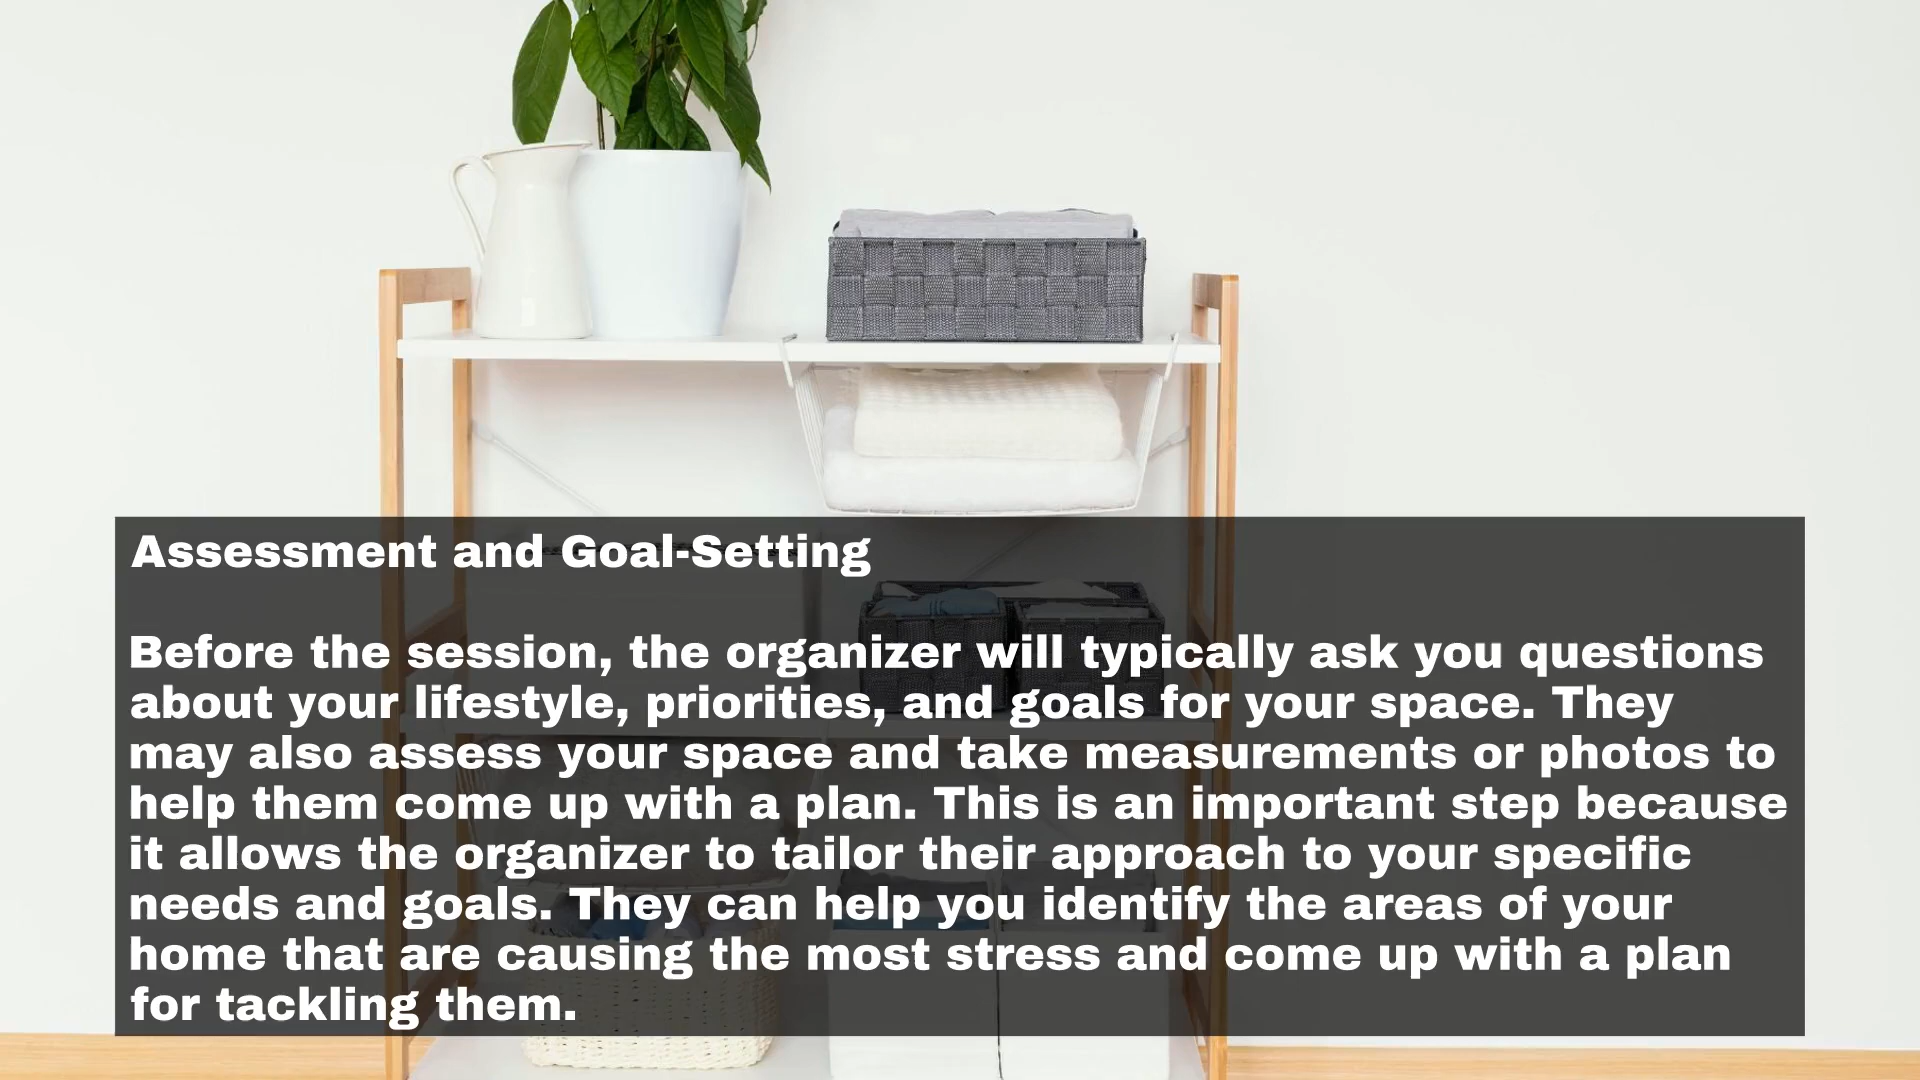 Assessment and Goal-Setting
Before the session, the organizer will typically ask you questions
about your lifestyle, priorities, and goals for your space. They
may also assess your space and take measurements or photos to
help them come up with a plan. This is an important step because
it allows the organizer to tailor their approach to your specific
needs and goals. They can help you identify the areas of your
home that are causing the most stress and come up with a plan
for tackling them.